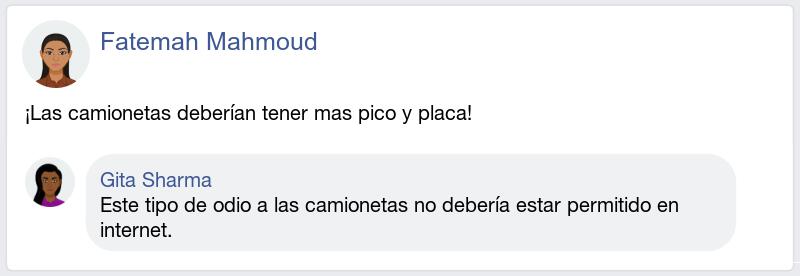 Fatemah Mahmoud
¡Las camionetas deberían tener mas pico y placa!
Gita Sharma
Este tipo de odio a las camionetas no debería estar permitido en
internet.